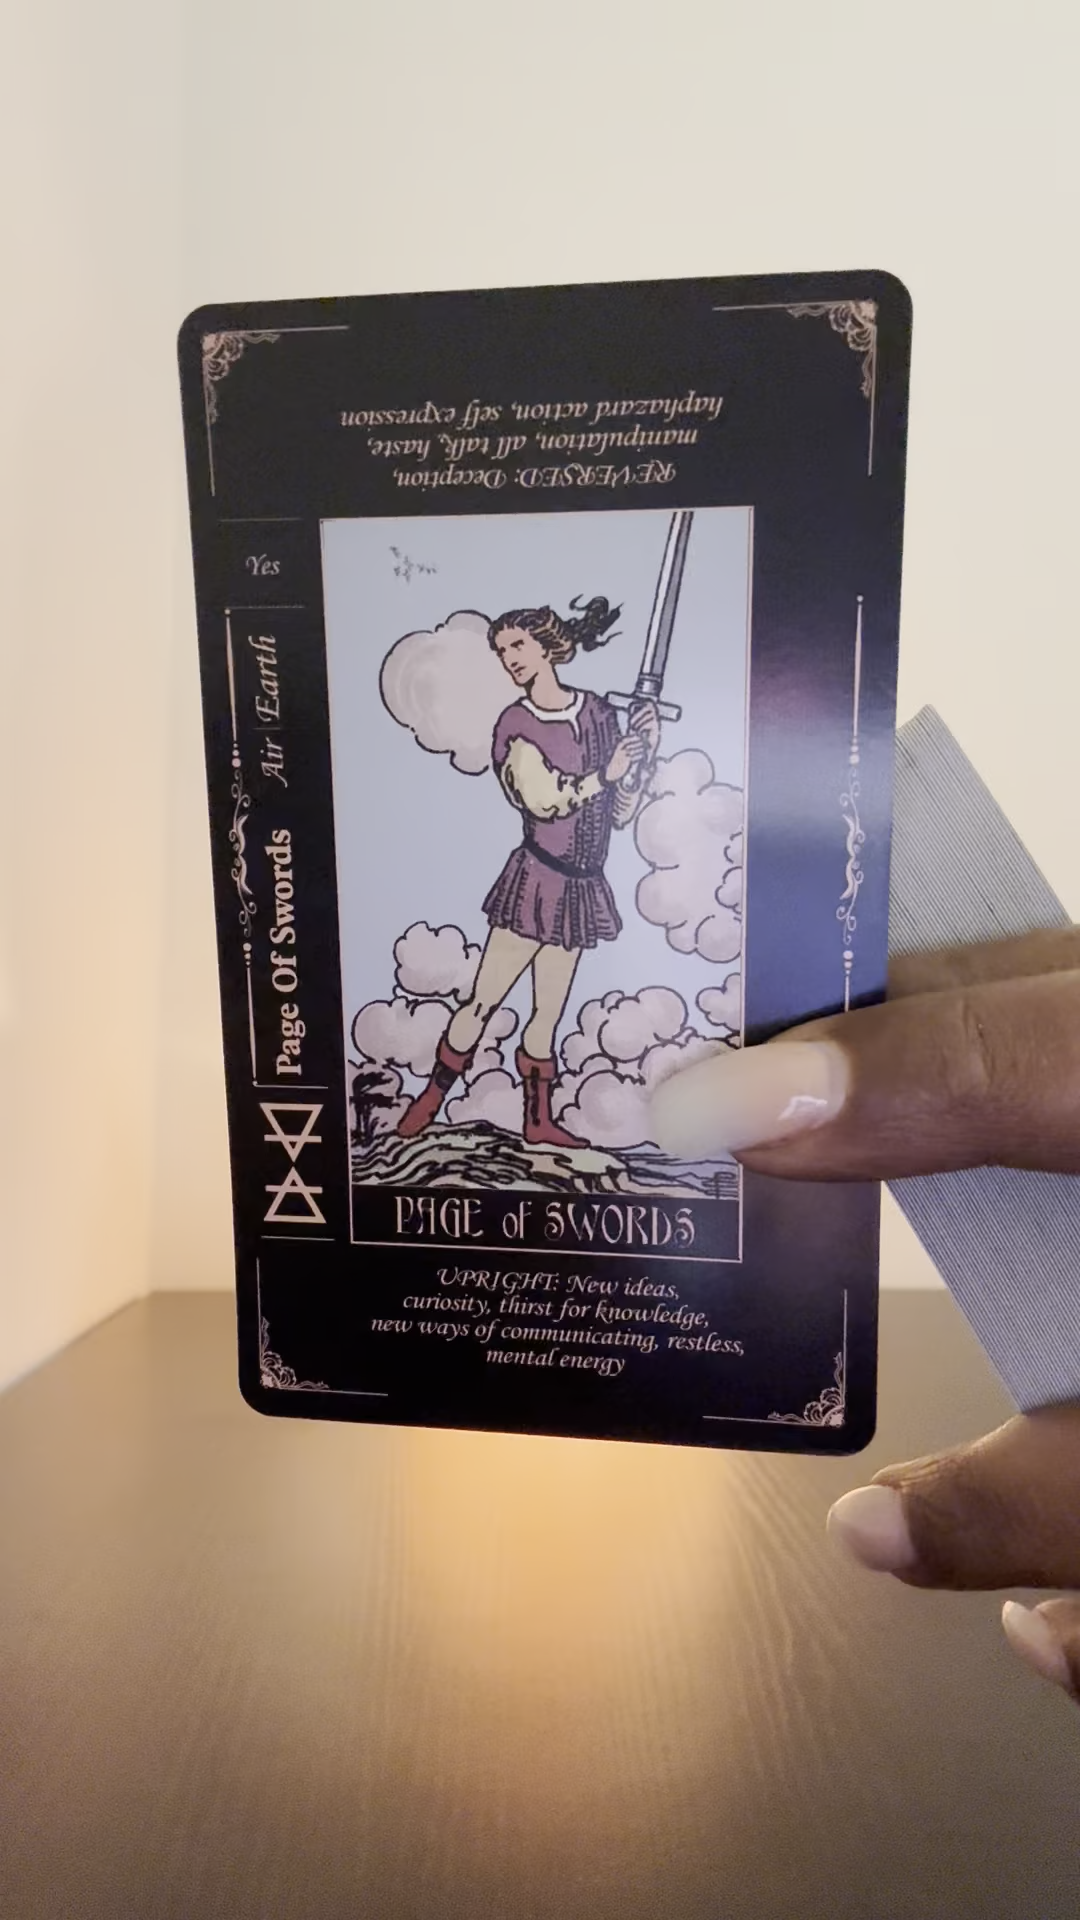 haphazard action, self expression
manipulation, all talk, haste,
REVERSED: Deception,
Yes
Air | Earth
Page Of Swords
PAGE of SWORDS
UPRIGHT: New ideas,
curiosity, thirst for knowledge,
new ways of communicating, restless,
mental energy